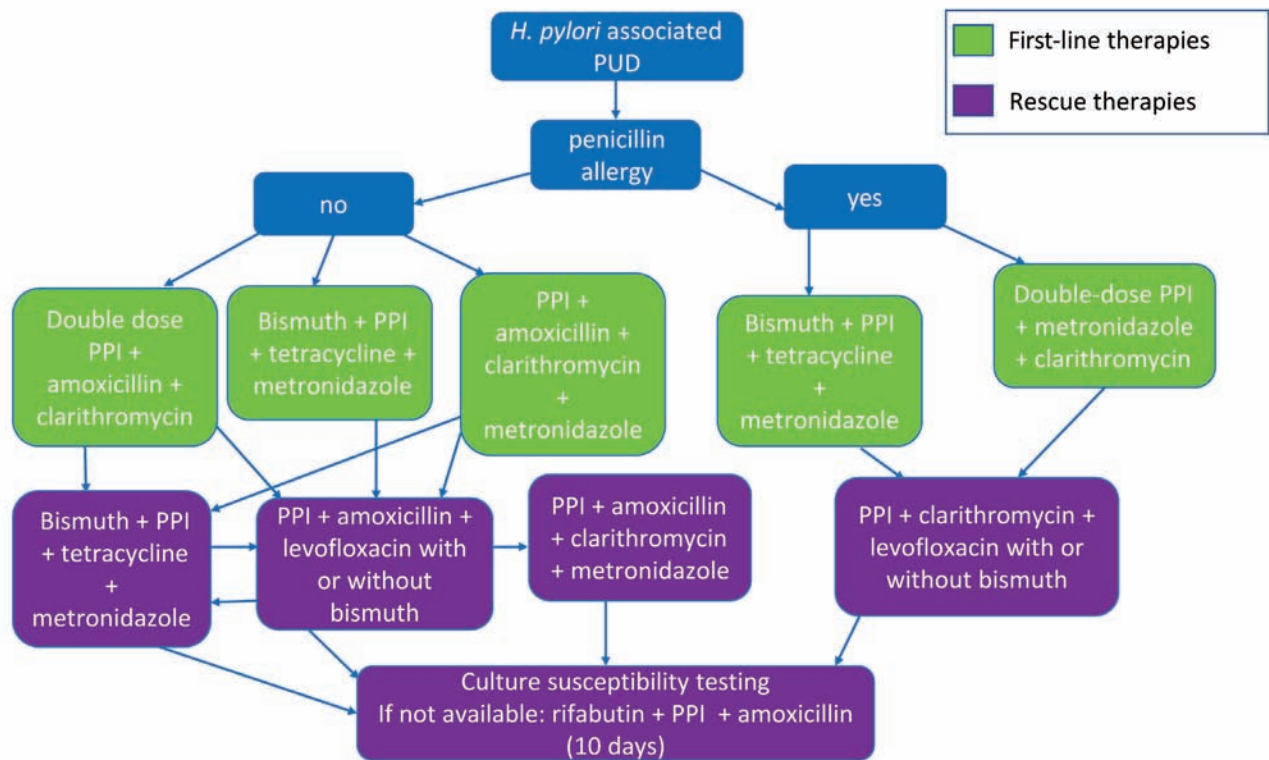 H. pylori associated
PUD
First-line therapies
Rescue therapies
penicillin
allergy
no
yes
Double dose
PPI +
amoxicillin +
clarithromycin
Bismuth + PPI
+ tetracycline +
metronidazole
PPI +
amoxicillin +
clarithromycin
+
metronidazole
Bismuth + PPI
+ tetracycline
+
metronidazole
Double-dose PPI
+ metronidazole
+ clarithromycin
Bismuth + PPI
+ tetracycline
+
metronidazole
PPI + amoxicillin +
levofloxacin with
or without
bismuth
PPI + amoxicillin
+ clarithromycin
+ metronidazole
PPI + clarithromycin +
levofloxacin with or
without bismuth
Culture susceptibility testing
If not available: rifabutin + PPI + amoxicillin
(10 days)